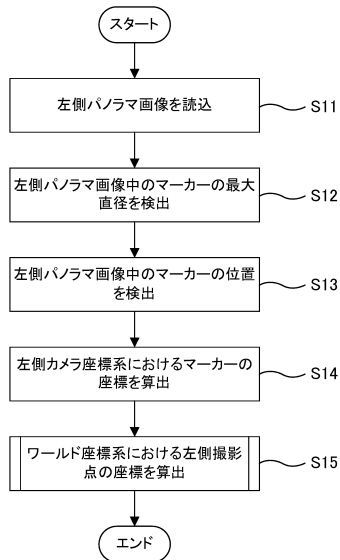 スタート
左側パノラマ画像を読込
S11
左側パノラマ画像中のマーカーの最大
直径を検出
S12
左側パノラマ画像中のマーカーの位置
を検出
S13
左側カメラ座標系におけるマーカーの
座標を算出
S14
ワールド座標系における左側撮影
点の座標を算出
S15
エンド